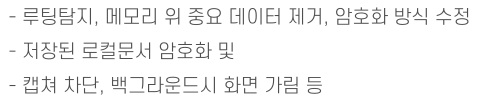 - 루팅탐지, 메모리 위 중요 데이터 제거, 암호화 방식 수정
- 저장된 로컬문서 암호화 및
- 캡쳐 차단, 백그라운드시 화면 가림 등